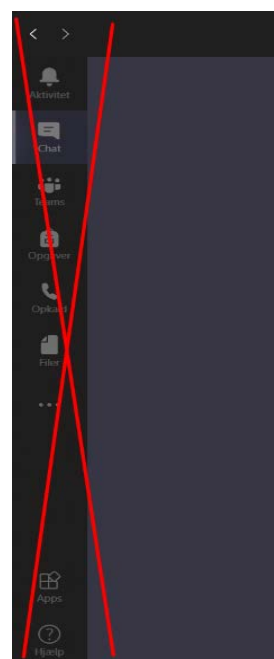 Aktivitet
Chat
Teams
Opgaver
Opkald
Filer
Apps
Hjælp